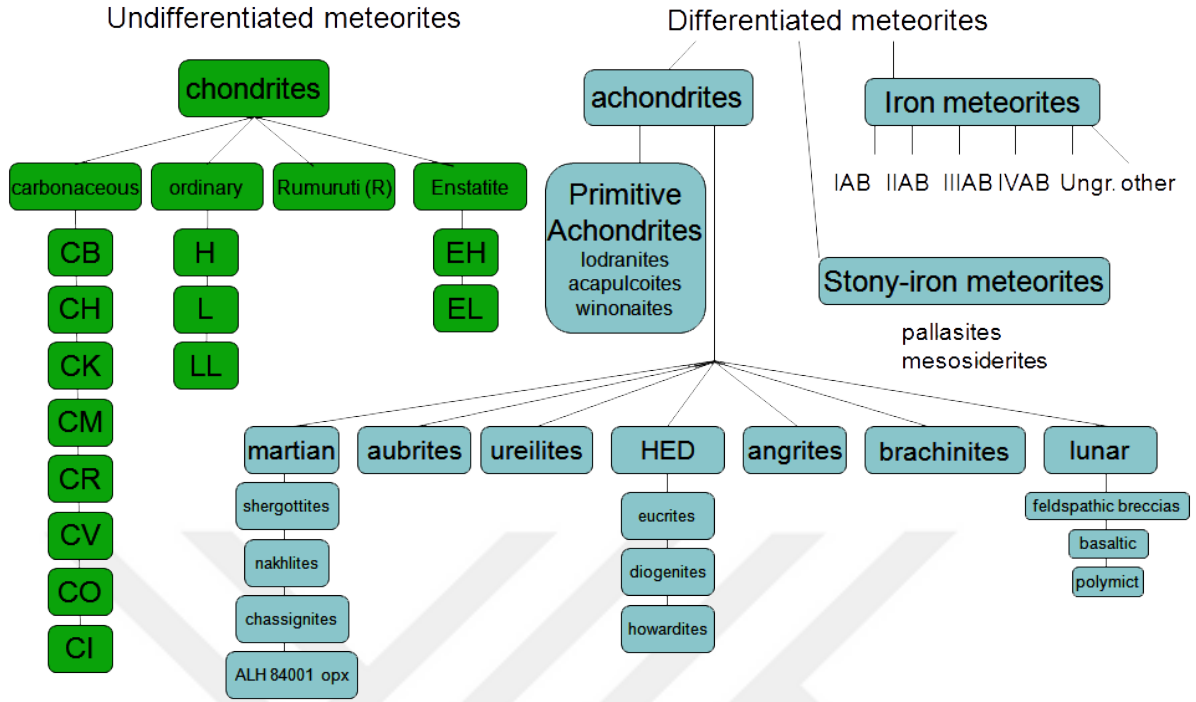 Undifferentiated meteorites
Differentiated meteorites
chondrites
carbonaceous
ordinary
Rumuruti (R)
Enstatite
CB
CH
CK
CM
CR
CV
CO
CI
H
L
LL
EH
EL
achondrites
Primitive
Achondrites
lodranites
acapulcoites
winonaites
Iron meteorites
IAB IIAB IIIAB IVAB Ungr. other
Stony-iron meteorites
pallasites
mesosiderites
martian
shergottites
nakhlites
chassignites
ALH 84001 opx
aubrites
ureilites
HED
eucrites
diogenites
howardites
angrites
brachinites
lunar
feldspathic breccias
basaltic
polymict